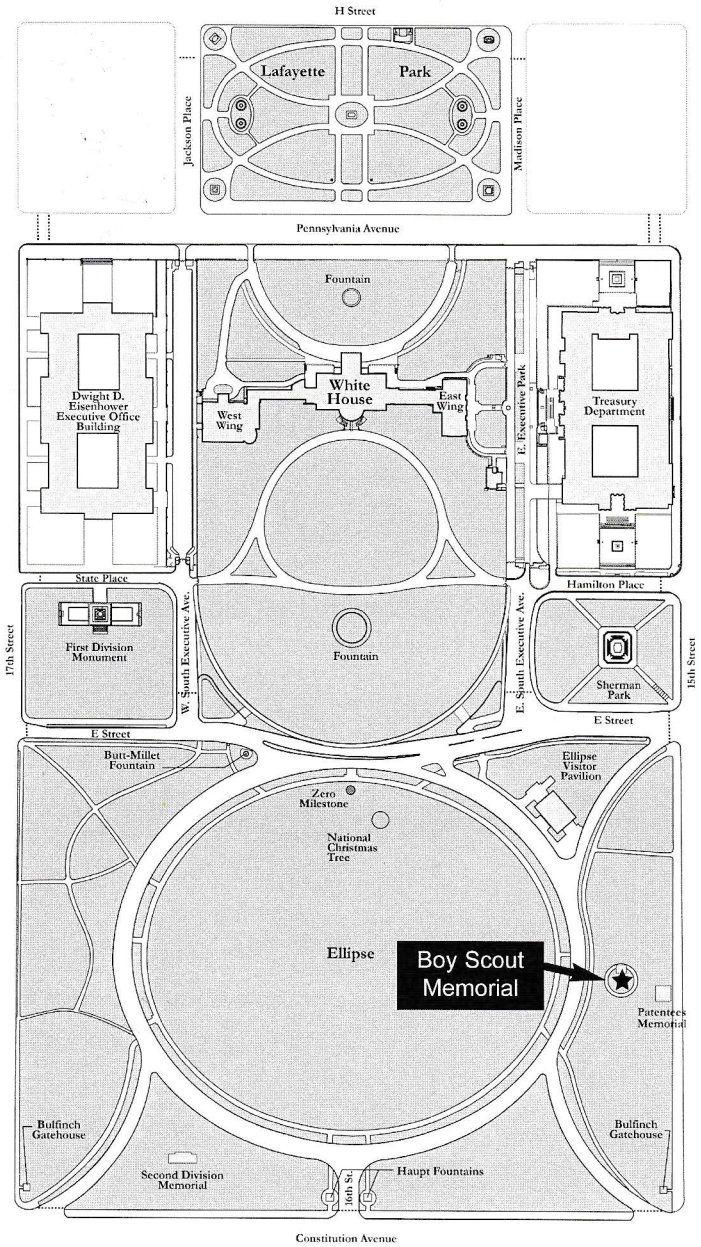 H Street
Lafayette Park
Jackson Place
Madison Place
Pennsylvania Avenue
Fountain
White
House
West
Wing
East
Wing
Dwight D.
Eisenhower
Executive Office
Building
E. Executive Park
Treasury
Department
State Place
Hamilton Place
17th Street
First Division
Monument
W. South Executive Ave.
Fountain
E. South Executive Ave.
Sherman
Park
15th Street
E Street
E Street
Butt-Millet
Fountain
Ellipse
Visitor
Pavilion
Zero
Milestone
National
Christmas
Tree
Ellipse
Boy Scout
Memorial
Patentees
Memorial
Bulfinch
Gatehouse
Bulfinch
Gatehouse
Second Division
Memorial
16th St.
Haupt Fountains
Constitution Avenue